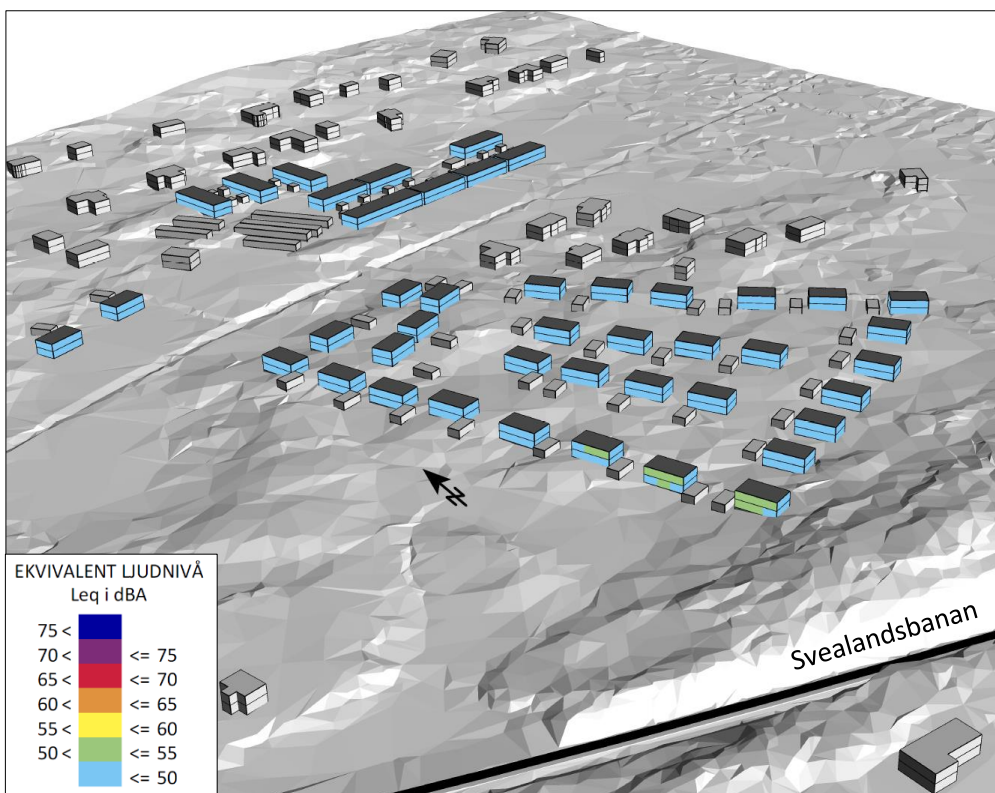 N
Svealandsbanan
EKVIVALENT LJUDNIVÅ
Leq i dBA
75 <
70 < <= 75
65 < <= 70
60 < <= 65
55 < <= 60
50 < <= 55
<= 50